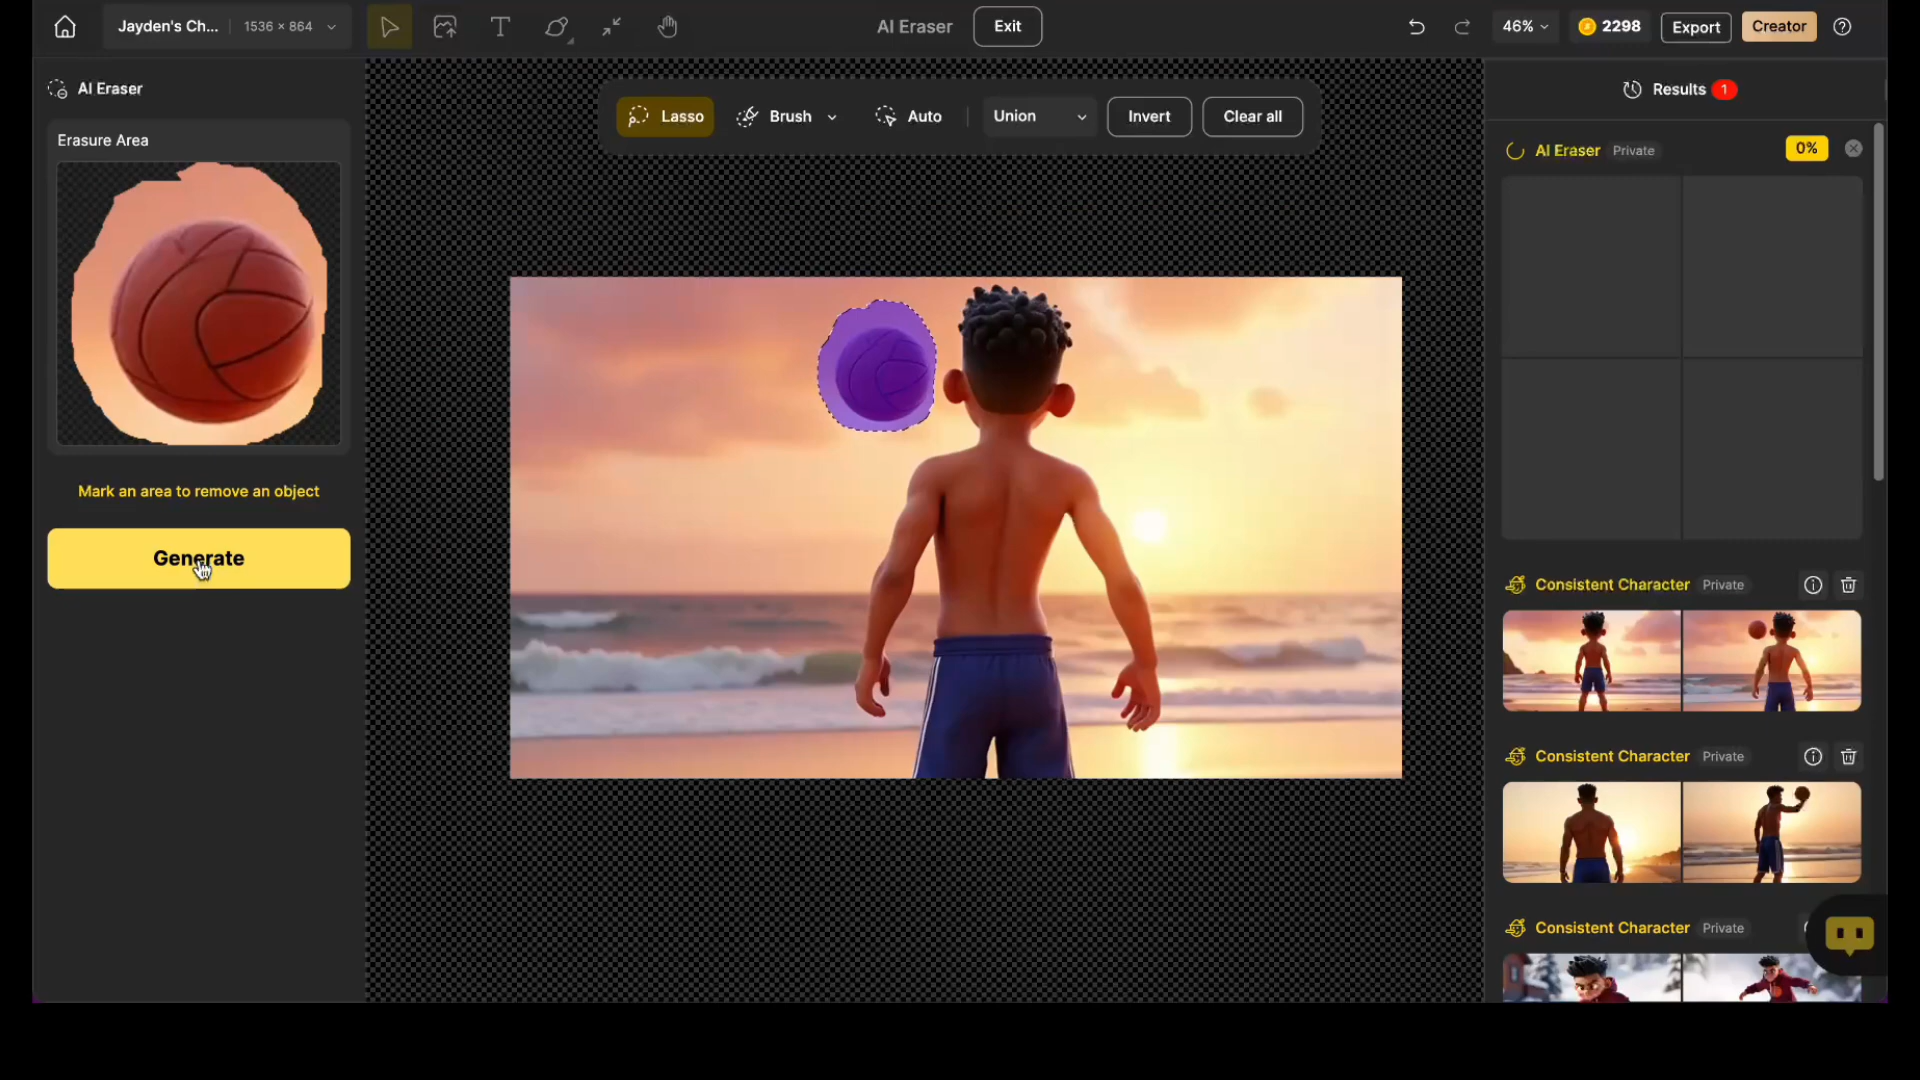 Jayden's Ch...
1536 × 864
AI Eraser
Exit
46%
2298
Export
Creator
AI Eraser
Lasso
Brush
Auto
Union
Invert
Clear all
Results
1
Erasure Area
AI Eraser
Private
0%
Mark an area to remove an object
Generate
Consistent Character
Private
Consistent Character
Private
Consistent Character
Private